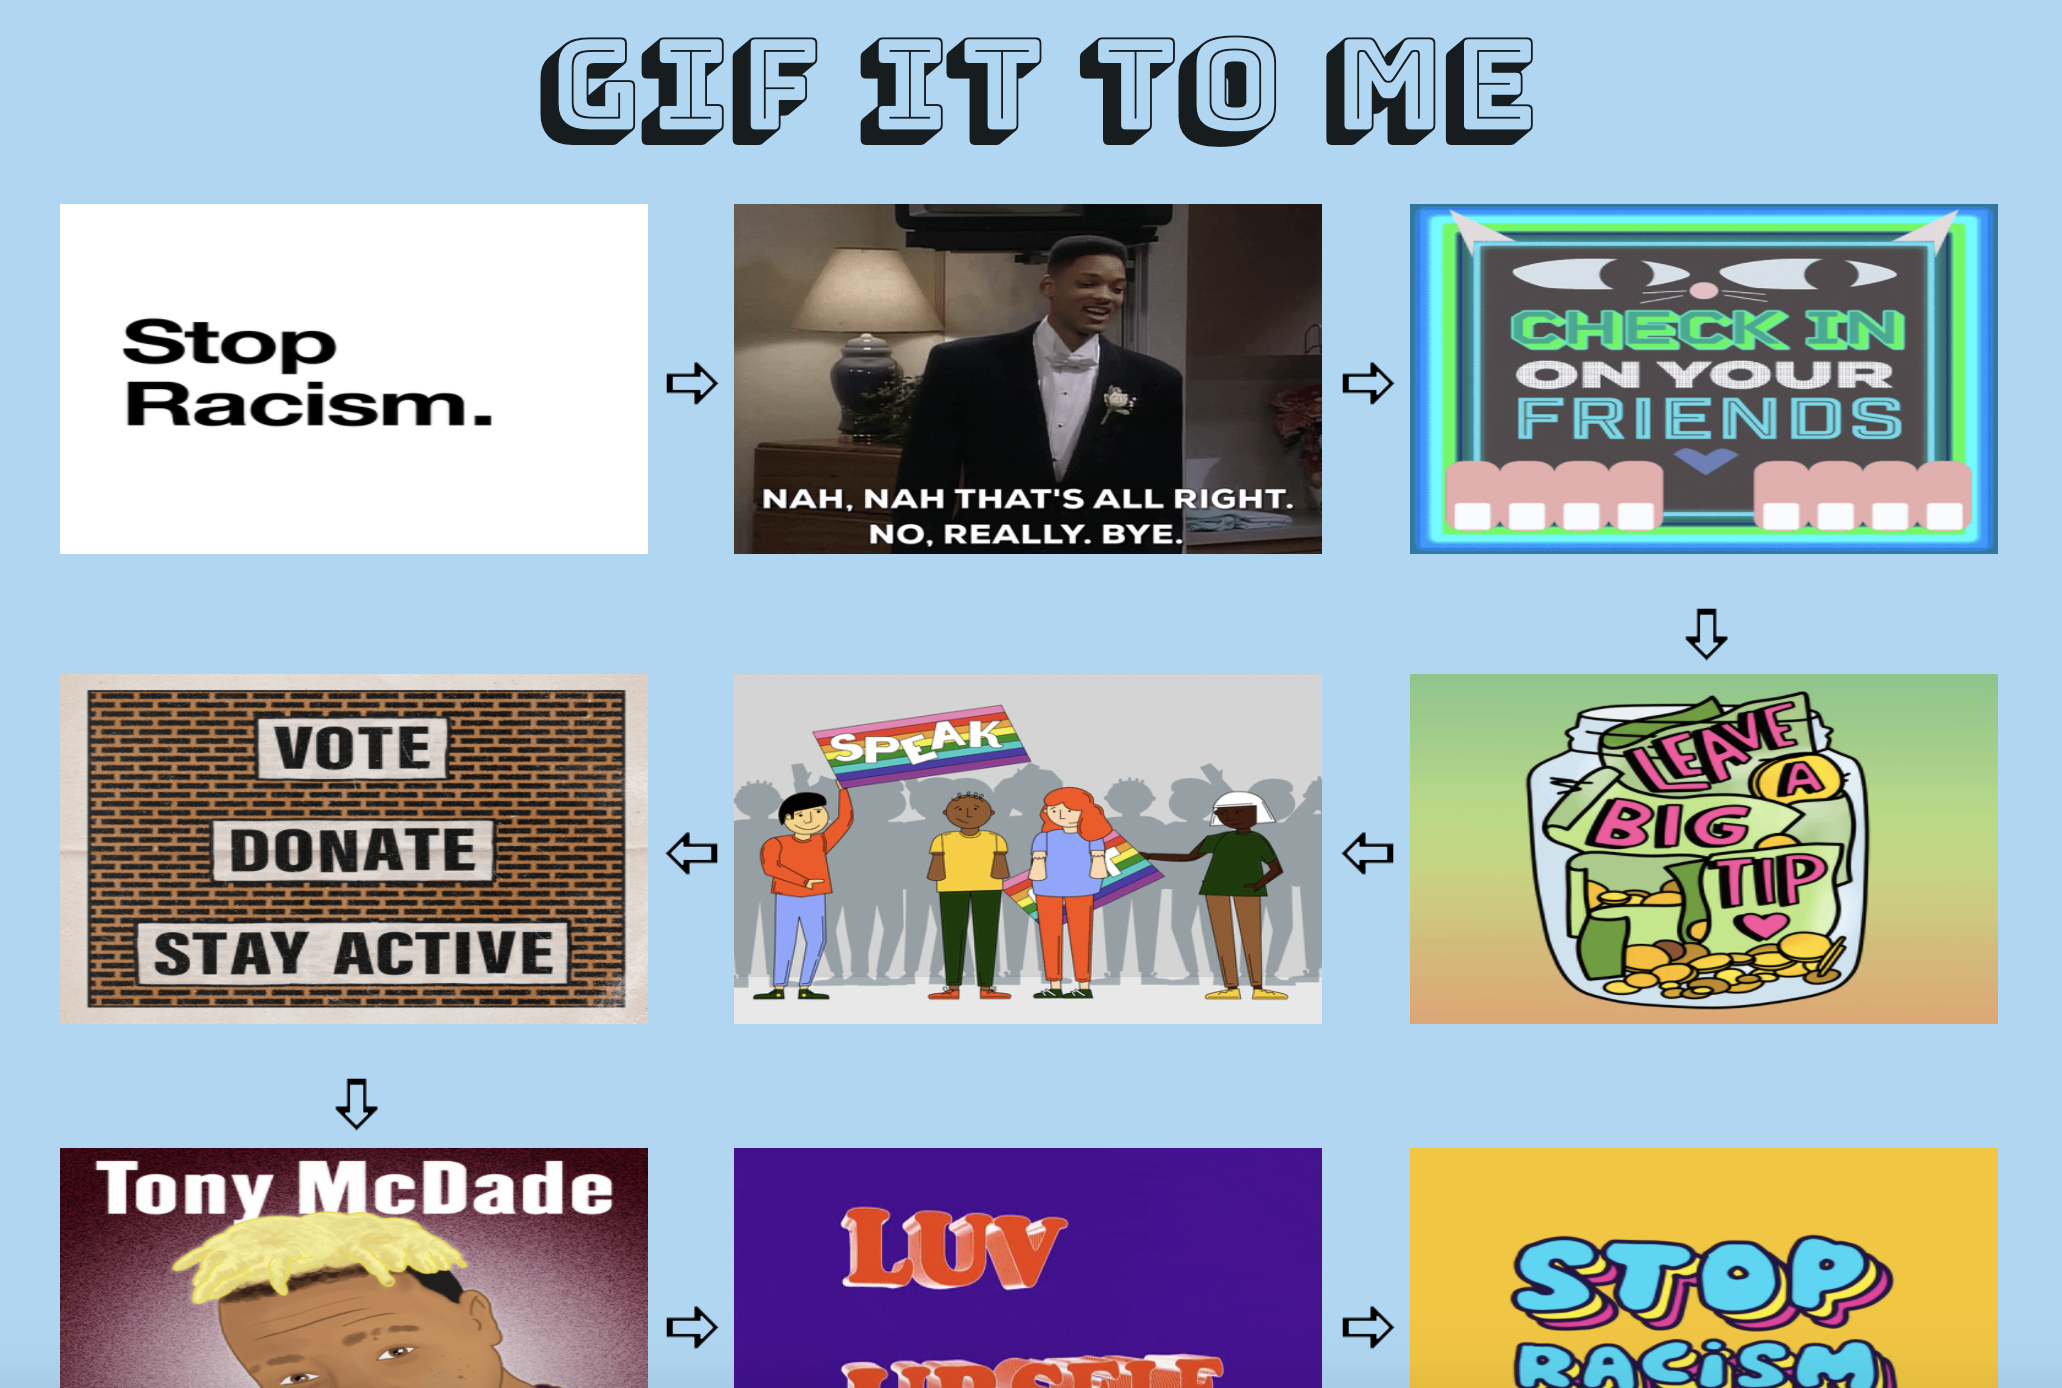 GIF IT TO ME
Stop
Racism.
NAH, NAH THAT'S ALL RIGHT.
NO, REALLY. BYE.
CHECK IN
ON YOUR
FRIENDS
VOTE
DONATE
STAY ACTIVE
SPEAK
LEAVE
A
BIG
TIP
Tony McDade
LUV
URSELF
STOP
RACiSM